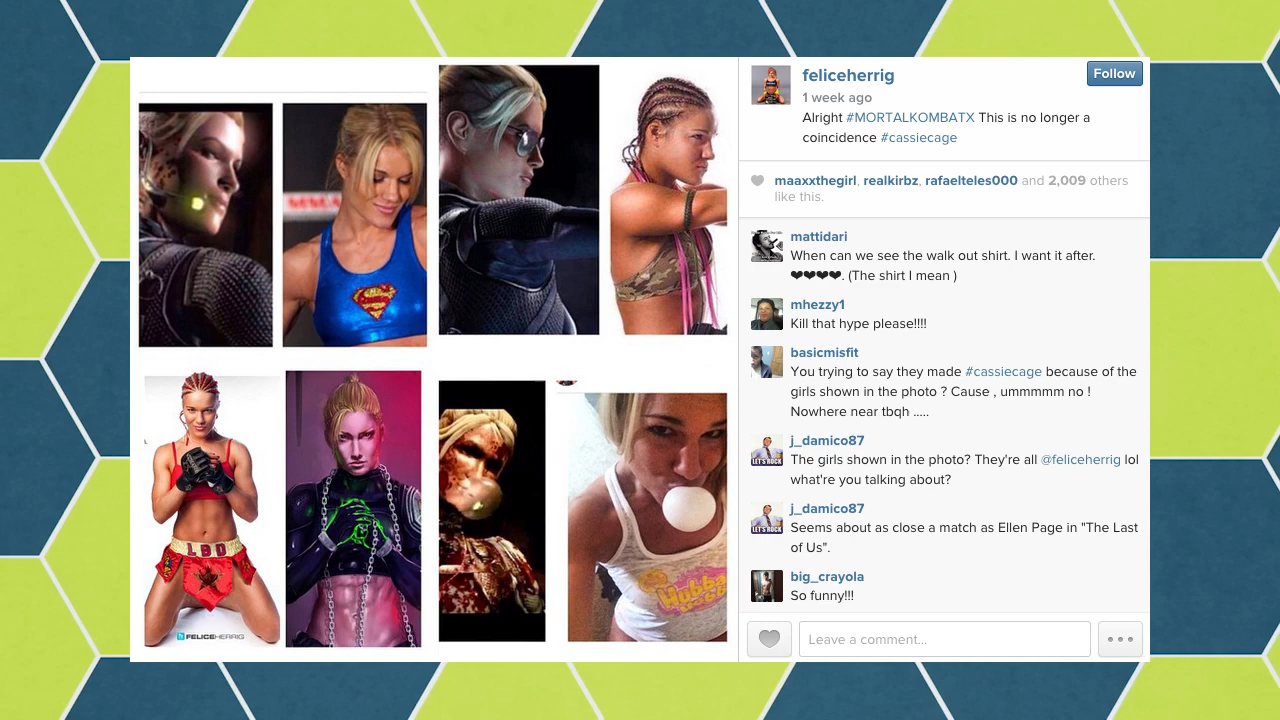 feliceherrig
Follow
1 week ago
Alright #MORTALKOMBATX This is no longer a
coincidence #cassiecage
maaxxthegirl, realkirbz, rafaelteles000 and 2,009 others
like this.
mattidari
When can we see the walk out shirt. I want it after.
❤❤❤❤. (The shirt I mean )
mhezzy1
Kill that hype please!!!!
basicmisfit
You trying to say they made #cassiecage because of the
girls shown in the photo ? Cause , ummmmm no !
Nowhere near tbqh .....
j_damico87
LET'S ROCK
The girls shown in the photo? They're all @feliceherrig lol
what're you talking about?
j_damico87
LET'S ROCK
Seems about as close a match as Ellen Page in "The Last
of Us".
big_crayola
So funny!!!
Leave a comment...
LBD
FELICEHERRIG
Hubba